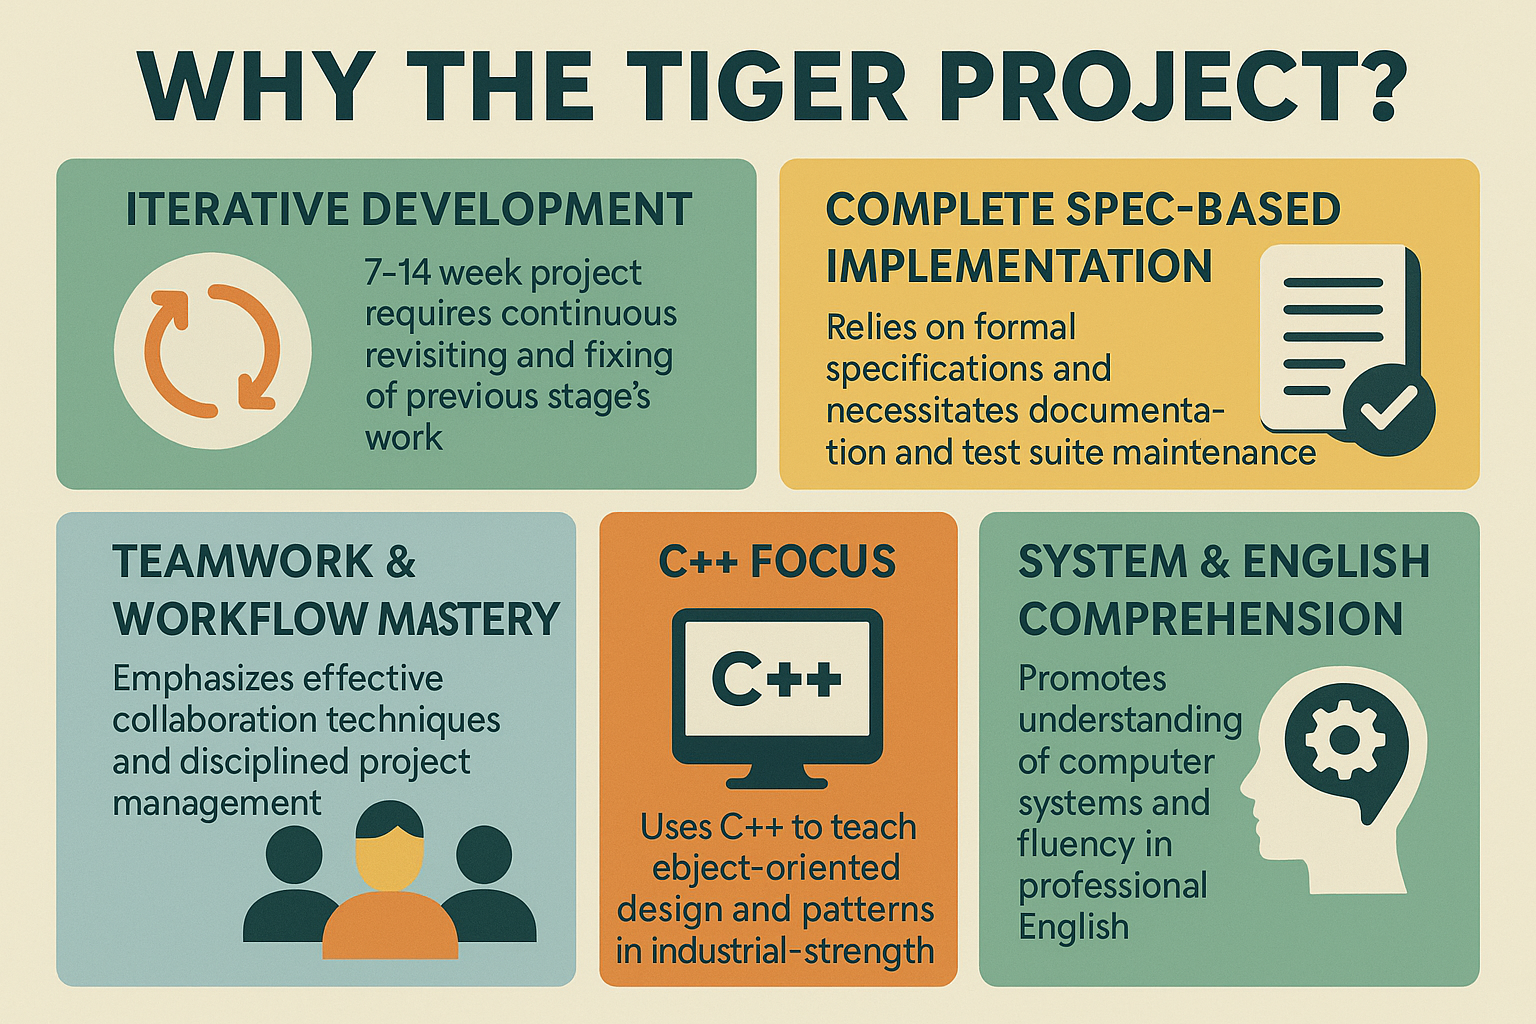 WHY THE TIGER PROJECT?
ITERATIVE DEVELOPMENT
7–14 week project
requires continuous
revisiting and fixing
of previous stage’s
work
COMPLETE SPEC-BASED
IMPLEMENTATION
Relies on formal
specifications and
necessitates documenta-
tion and test suite maintenance
TEAMWORK &
WORKFLOW MASTERY
Emphasizes effective
collaboration techniques
and disciplined project
management
C++ FOCUS
C++
Uses C++ to teach
ebject-oriented
design and patterns
in industrial-strength
SYSTEM & ENGLISH
COMPREHENSION
Promotes
understanding
of computer
systems and
fluency in
professional
English